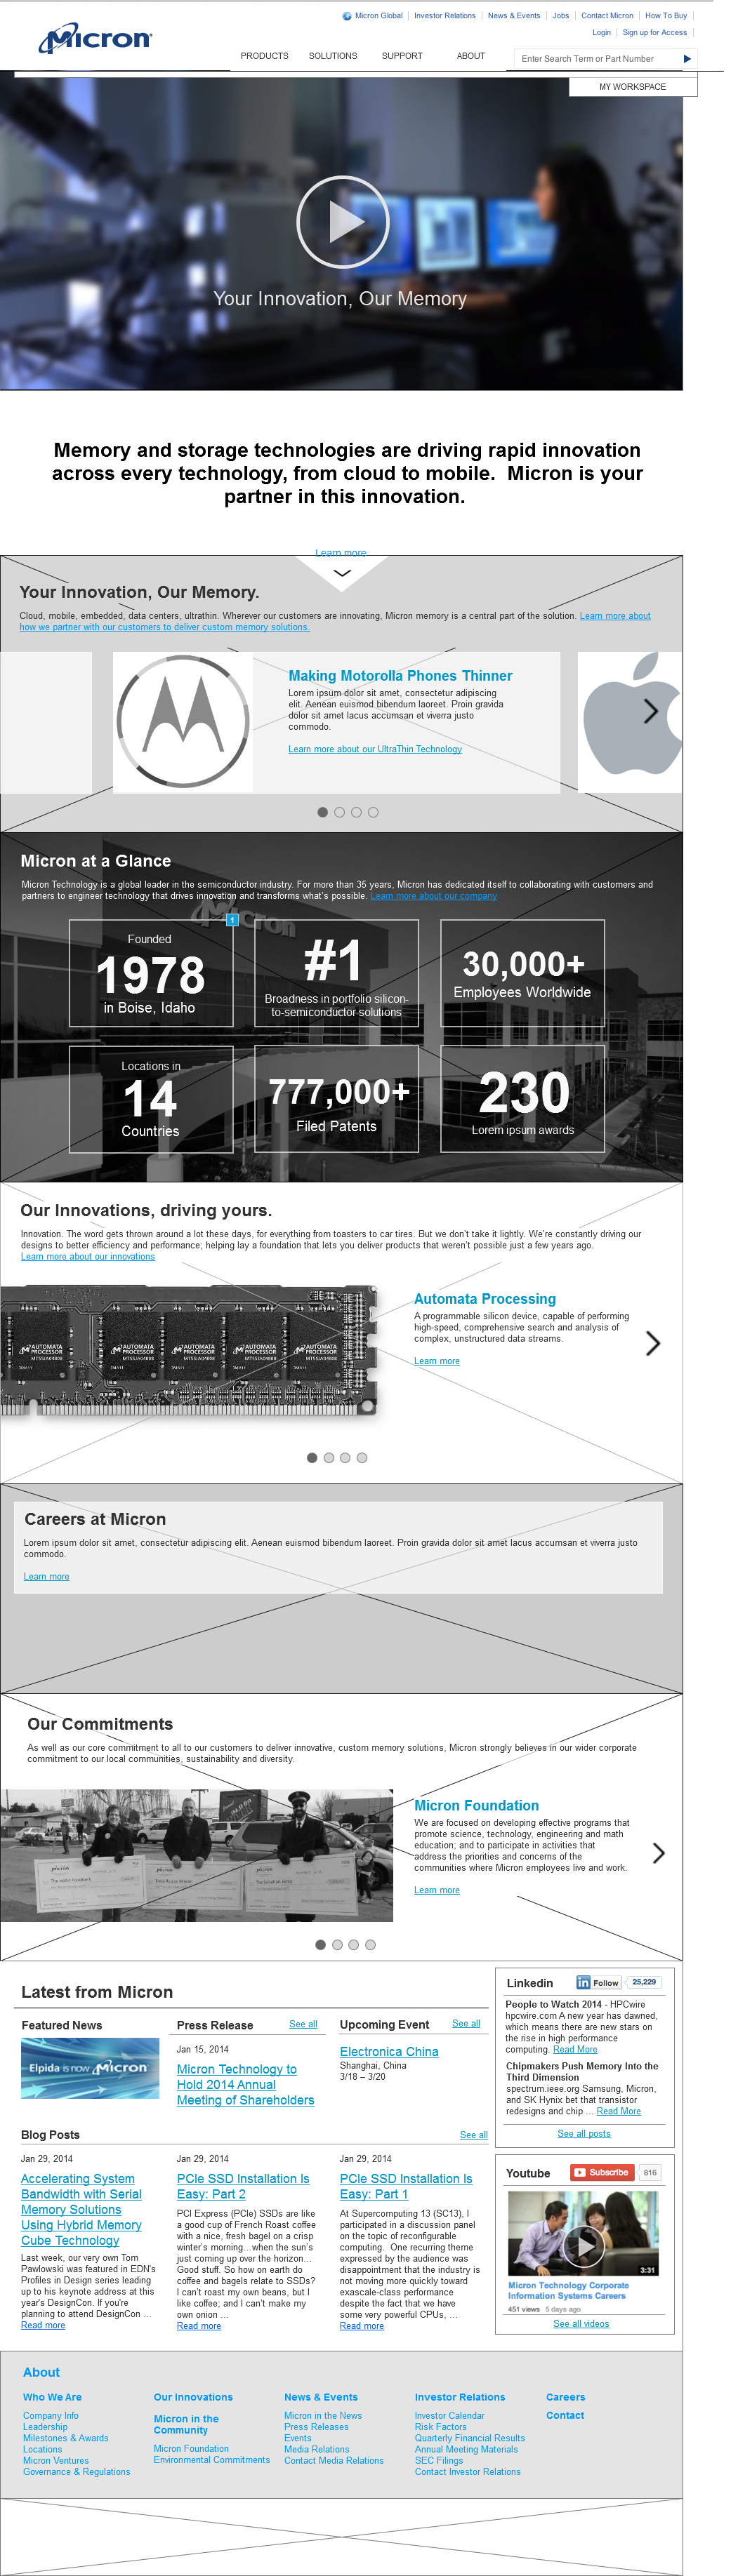 Micron Global | Investor Relations | News & Events | Jobs | Contact Micron | How To Buy |
Login | Sign up for Access |
Micron
PRODUCTS SOLUTIONS SUPPORT ABOUT
Enter Search Term or Part Number
MY WORKSPACE
Your Innovation, Our Memory
Memory and storage technologies are driving rapid innovation
across every technology, from cloud to mobile.  Micron is your
partner in this innovation.
Learn more
Your Innovation, Our Memory.
Cloud, mobile, embedded, data centers, ultrathin. Wherever our customers are innovating, Micron memory is a central part of the solution. Learn more about
how we partner with our customers to deliver custom memory solutions.
Making Motorolla Phones Thinner
Lorem ipsum dolor sit amet, consectetur adipiscing
elit. Aenean euismod bibendum laoreet. Proin gravida
dolor sit amet lacus accumsan et viverra justo
commodo.
Learn more about our UltraThin Technology
Micron at a Glance
Micron Technology is a global leader in the semiconductor industry. For more than 35 years, Micron has dedicated itself to collaborating with customers and
partners to engineer technology that drives innovation and transforms what's possible. Learn more about our company
Micron
1
Founded
1978
in Boise, Idaho
#1
Broadness in portfolio silicon-
to-semiconductor solutions
30,000+
Employees Worldwide
Locations in
14
Countries
777,000+
Filed Patents
230
Lorem ipsum awards
Our Innovations, driving yours.
Innovation. The word gets thrown around a lot these days, for everything from toasters to car tires. But we don't take it lightly. We're constantly driving our
designs to better efficiency and performance; helping lay a foundation that lets you deliver products that weren't possible just a few years ago.
Learn more about our innovations
AUTOMATA PROCESSOR
AUTOMATA PROCESSOR
AUTOMATA PROCESSOR
AUTOMATA PROCESSOR
Automata Processing
A programmable silicon device, capable of performing
high-speed, comprehensive search and analysis of
complex, unstructured data streams.
Learn more
Careers at Micron
Lorem ipsum dolor sit amet, consectetur adipiscing elit. Aenean euismod bibendum laoreet. Proin gravida dolor sit amet lacus accumsan et viverra justo
commodo.
Learn more
Our Commitments
As well as our core commitment to all to our customers to deliver innovative, custom memory solutions, Micron strongly believes in our wider corporate
commitment to our local communities, sustainability and diversity.
Micron Foundation
We are focused on developing effective programs that
promote science, technology, engineering and math
education; and to participate in activities that
address the priorities and concerns of the
communities where Micron employees live and work.
Learn more
Latest from Micron
Featured News
Elpida is now Micron
Press Release See all
Jan 15, 2014
Micron Technology to
Hold 2014 Annual
Meeting of Shareholders
Upcoming Event See all
Electronica China
Shanghai, China
3/18 – 3/20
Blog Posts See all
Jan 29, 2014
Accelerating System
Bandwidth with Serial
Memory Solutions
Using Hybrid Memory
Cube Technology
Last week, our very own Tom
Pawlowski was featured in EDN's
Profiles in Design series leading
up to his keynote address at this
year's DesignCon. If you're
planning to attend DesignCon ...
Read more
Jan 29, 2014
PCIe SSD Installation Is
Easy: Part 2
PCI Express (PCIe) SSDs are like
a good cup of French Roast coffee
with a nice, fresh bagel on a crisp
winter's morning…when the sun's
just coming up over the horizon…
Good stuff. So how on earth do
coffee and bagels relate to SSDs?
I can't roast my own beans, but I
like coffee; and I can't make my
own onion ...
Read more
Jan 29, 2014
PCIe SSD Installation Is
Easy: Part 1
At Supercomputing 13 (SC13), I
participated in a discussion panel
on the topic of reconfigurable
computing.  One recurring theme
expressed by the audience was
disappointment that the industry is
not moving more quickly toward
exascale-class performance
despite the fact that we have
some very powerful CPUs, ...
Read more
Linkedin in Follow 25,229
People to Watch 2014 - HPCwire
hpcwire.com A new year has dawned,
which means there are new stars on
the rise in high performance
computing. Read More
Chipmakers Push Memory Into the
Third Dimension
spectrum.ieee.org Samsung, Micron,
and SK Hynix bet that transistor
redesigns and chip ... Read More
See all posts
Youtube Subscribe 816
3:31
Micron Technology Corporate
Information Systems Careers
451 views 5 days ago
See all videos
About
Who We Are
Company Info
Leadership
Milestones & Awards
Locations
Micron Ventures
Governance & Regulations
Our Innovations
Micron in the
Community
Micron Foundation
Environmental Commitments
News & Events
Micron in the News
Press Releases
Events
Media Relations
Contact Media Relations
Investor Relations
Investor Calendar
Risk Factors
Quarterly Financial Results
Annual Meeting Materials
SEC Filings
Contact Investor Relations
Careers
Contact